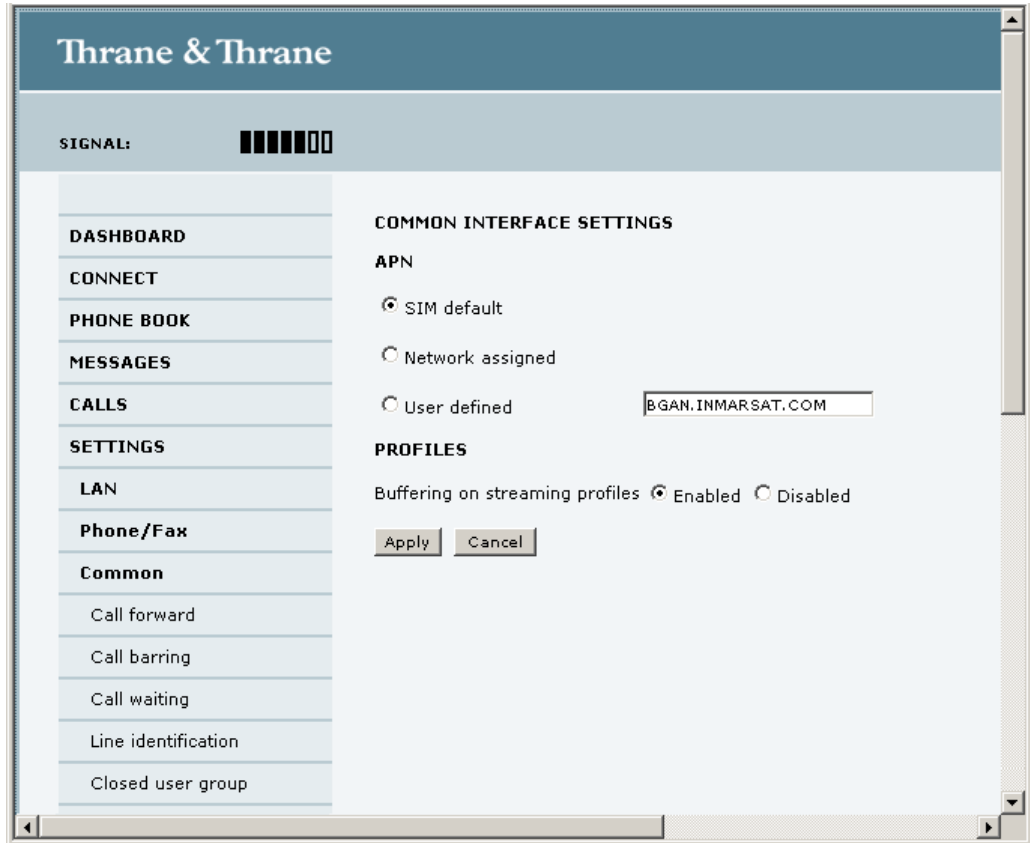 Thrane & Thrane
SIGNAL:
DASHBOARD
CONNECT
PHONE BOOK
MESSAGES
CALLS
SETTINGS
LAN
Phone/Fax
Common
Call forward
Call barring
Call waiting
Line identification
Closed user group
COMMON INTERFACE SETTINGS
APN
SIM default
Network assigned
User defined BGAN.INMARSAT.COM
PROFILES
Buffering on streaming profiles Enabled Disabled
Apply Cancel